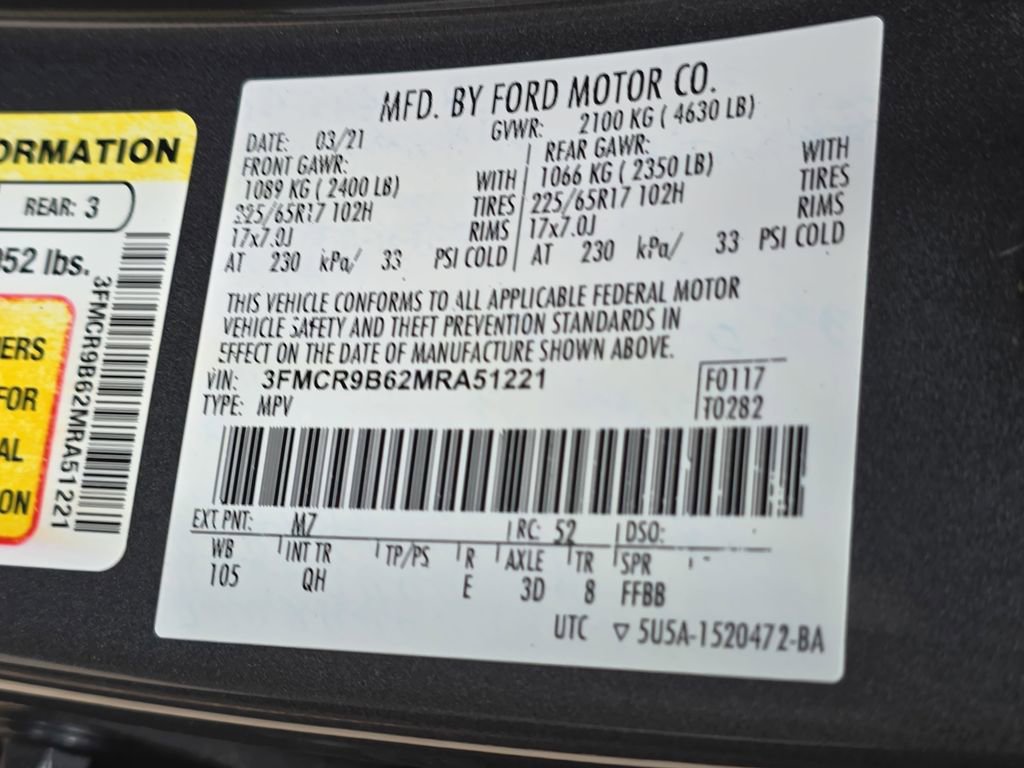 ORMATION
REAR: 3
952 lbs.
3FMCR9B62MRA51221
ERS
FOR
AL
ON
MFD. BY FORD MOTOR CO.
DATE: 03/21 GVWR: 2100 KG ( 4630 LB)
FRONT GAWR: REAR GAWR:
1089 KG ( 2400 LB) WITH 1066 KG ( 2350 LB) WITH
225/65R17 102H TIRES 225/65R17 102H TIRES
17x7.0J RIMS 17x7.0J RIMS
AT 230 kPa/ 33 PSI COLD AT 230 kPa/ 33 PSI COLD
THIS VEHICLE CONFORMS TO ALL APPLICABLE FEDERAL MOTOR
VEHICLE SAFETY AND THEFT PREVENTION STANDARDS IN
EFFECT ON THE DATE OF MANUFACTURE SHOWN ABOVE.
VIN: 3FMCR9B62MRA51221 F0117
TYPE: MPV T0282
EXT PNT: M7 RC: 52 DSO:
WB INT TR TP/PS R AXLE TR SPR
105 QH E 3D 8 FFBB
UTC ▽ 5U5A-1520472-BA